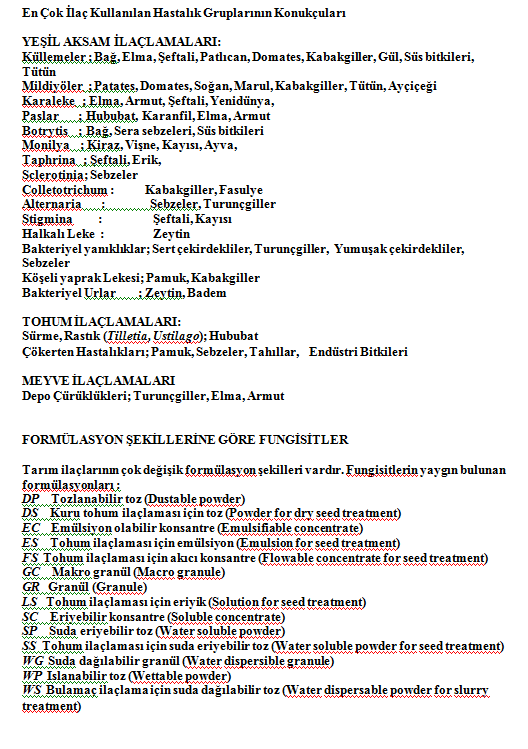 En Çok İlaç Kullanılan Hastalık Gruplarının Konukçuları
YEŞİL AKSAM İLAÇLAMALARI:
Küllemeler ; Bağ, Elma, Şeftali, Patlıcan, Domates, Kabakgiller, Gül, Süs bitkileri,
Tütün
Mildiyöler ; Patates, Domates, Soğan, Marul, Kabakgiller, Tütün, Ayçiçeği
Karaleke ; Elma, Armut, Şeftali, Yenidünya,
Paslar ; Hububat, Karanfil, Elma, Armut
Botrytis ; Bağ, Sera sebzeleri, Süs bitkileri
Monilya ; Kiraz, Vişne, Kayısı, Ayva,
Taphrina ; Şeftali, Erik,
Sclerotinia; Sebzeler
Colletotrichum : Kabakgiller, Fasulye
Alternaria : Sebzeler, Turunçgiller
Stigmina : Şeftali, Kayısı
Halkalı Leke : Zeytin
Bakteriyel yanıklıklar; Sert çekirdekliler, Turunçgiller, Yumuşak çekirdekliler,
Sebzeler
Köşeli yaprak Lekesi; Pamuk, Kabakgiller
Bakteriyel Urlar ; Zeytin, Badem
TOHUM İLAÇLAMALARI:
Sürme, Rastık (Tilletia, Ustilago); Hububat
Çökerten Hastalıkları; Pamuk, Sebzeler, Tahıllar, Endüstri Bitkileri
MEYVE İLAÇLAMALARI
Depo Çürüklükleri; Turunçgiller, Elma, Armut
FORMÜLASYON ŞEKİLLERİNE GÖRE FUNGİSİTLER
Tarım ilaçlarının çok değişik formülasyon şekilleri vardır. Fungisitlerin yaygın bulunan
formülasyonları :
DP Tozlanabilir toz (Dustable powder)
DS Kuru tohum ilaçlaması için toz (Powder for dry seed treatment)
EC Emülsiyon olabilir konsantre (Emulsifiable concentrate)
ES Tohum ilaçlaması için emülsiyon (Emulsion for seed treatment)
FS Tohum ilaçlaması için akıcı konsantre (Flowable concentrate for seed treatment)
GC Makro granül (Macro granule)
GR Granül (Granule)
LS Tohum ilaçlaması için eriyik (Solution for seed treatment)
SC Eriyebilir konsantre (Soluble concentrate)
SP Suda eriyebilir toz (Water soluble powder)
SS Tohum ilaçlaması için suda eriyebilir toz (Water soluble powder for seed treatment)
WG Suda dağılabilir granül (Water dispersible granule)
WP Islanabilir toz (Wettable powder)
WS Bulamaç ilaçlama için suda dağılabilir toz (Water dispersable powder for slurry
treatment)